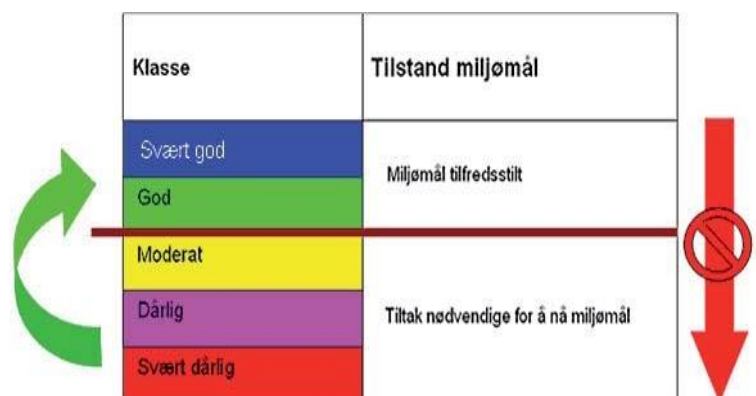 Klasse
Tilstand miljømål
Svært god
Miljømål tilfredsstilt
God
Moderat
Dårlig
Tiltak nødvendige for å nå miljømål
Svært dårlig